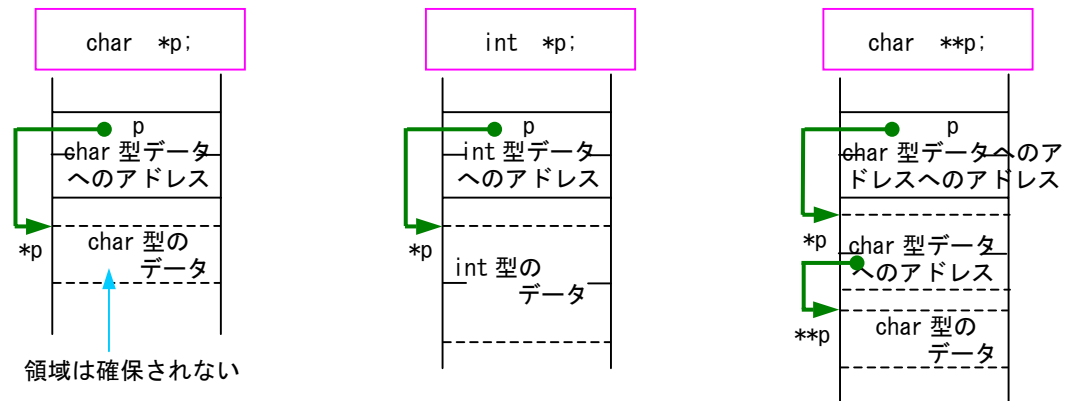 char *p;
p
char 型データ
へのアドレス
*p
char 型の
データ
領域は確保されない
int *p;
p
int 型データ
へのアドレス
*p
int 型の
データ
char **p;
p
char 型データへのア
ドレスへのアドレス
*p
char 型データ
へのアドレス
**p
char 型の
データ